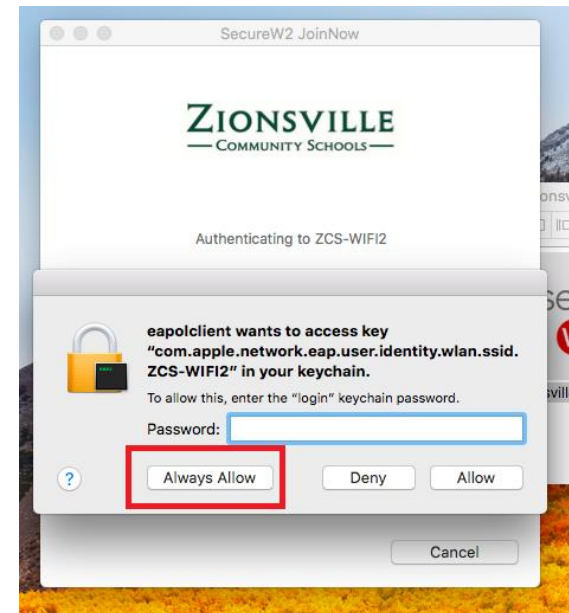 SecureW2 JoinNow
ZIONSVILLE
COMMUNITY SCHOOLS
Authenticating to ZCS-WIFI2
eapolclient wants to access key
“com.apple.network.eap.user.identity.wlan.ssid.
ZCS-WIFI2” in your keychain.
To allow this, enter the “login” keychain password.
Password:
?
Always Allow
Deny
Allow
Cancel